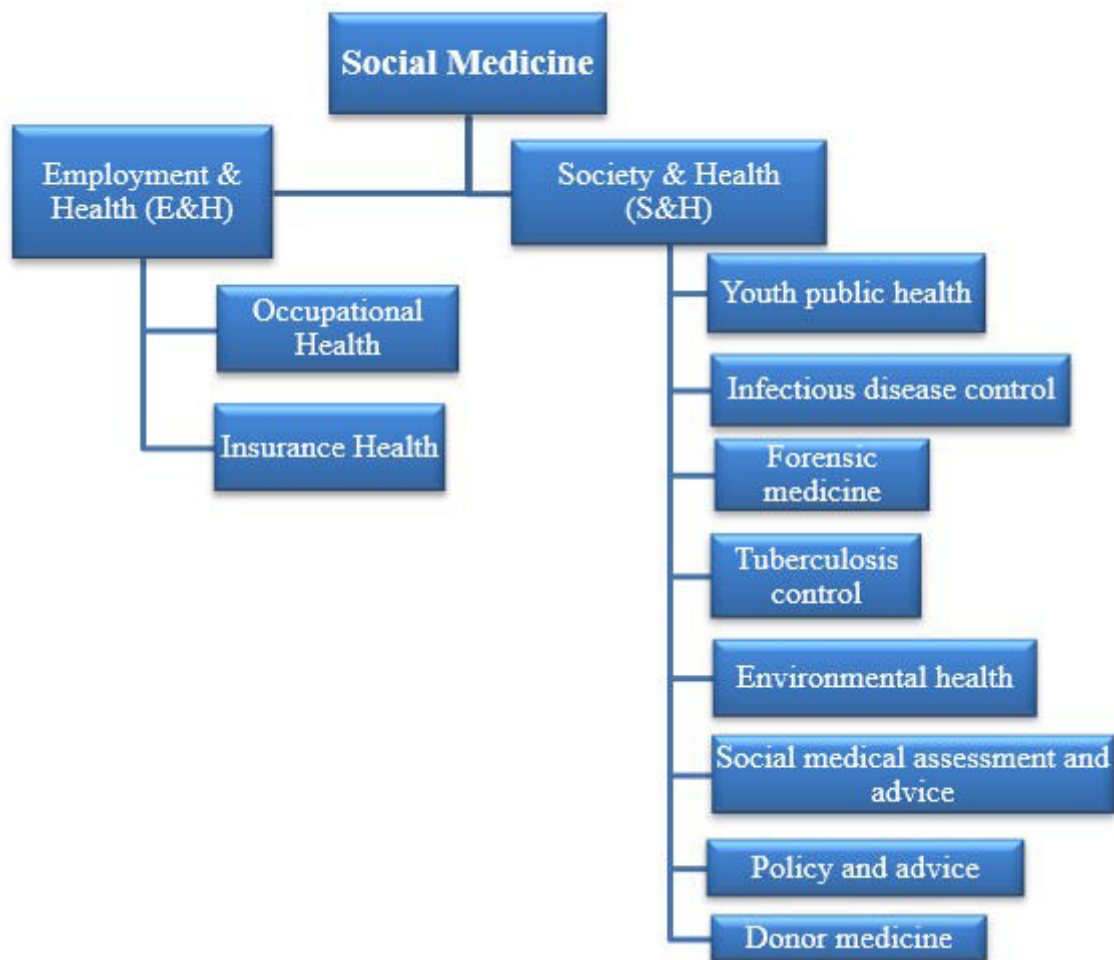 Social Medicine
Employment &
Health (E&H)
Society & Health
(S&H)
Occupational
Health
Insurance Health
Youth public health
Infectious disease control
Forensic
medicine
Tuberculosis
control
Environmental health
Social medical assessment and
advice
Policy and advice
Donor medicine